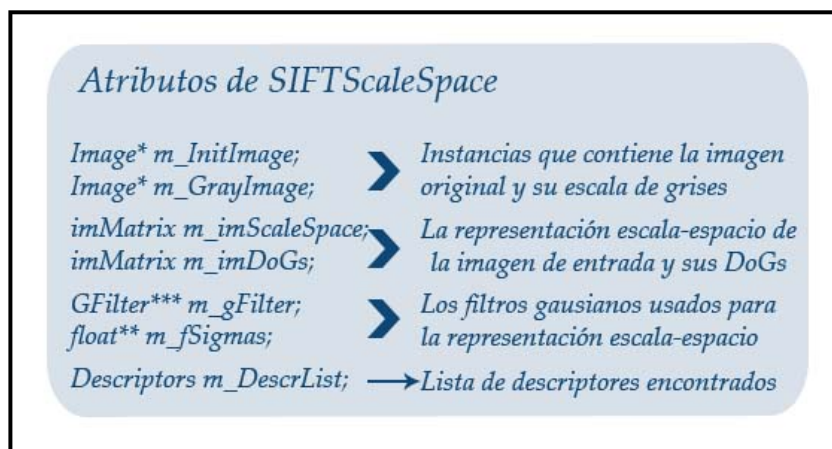 Atributos de SIFTScaleSpace
Image* m_InitImage;
Image* m_GrayImage;
Instancias que contiene la imagen
original y su escala de grises
imMatrix m_imScaleSpace;
imMatrix m_imDoGs;
La representación escala-espacio de
la imagen de entrada y sus DoGs
GFilter*** m_gFilter;
float** m_fSigmas;
Los filtros gausianos usados para
la representación escala-espacio
Descriptors m_DescrList;
Lista de descriptores encontrados